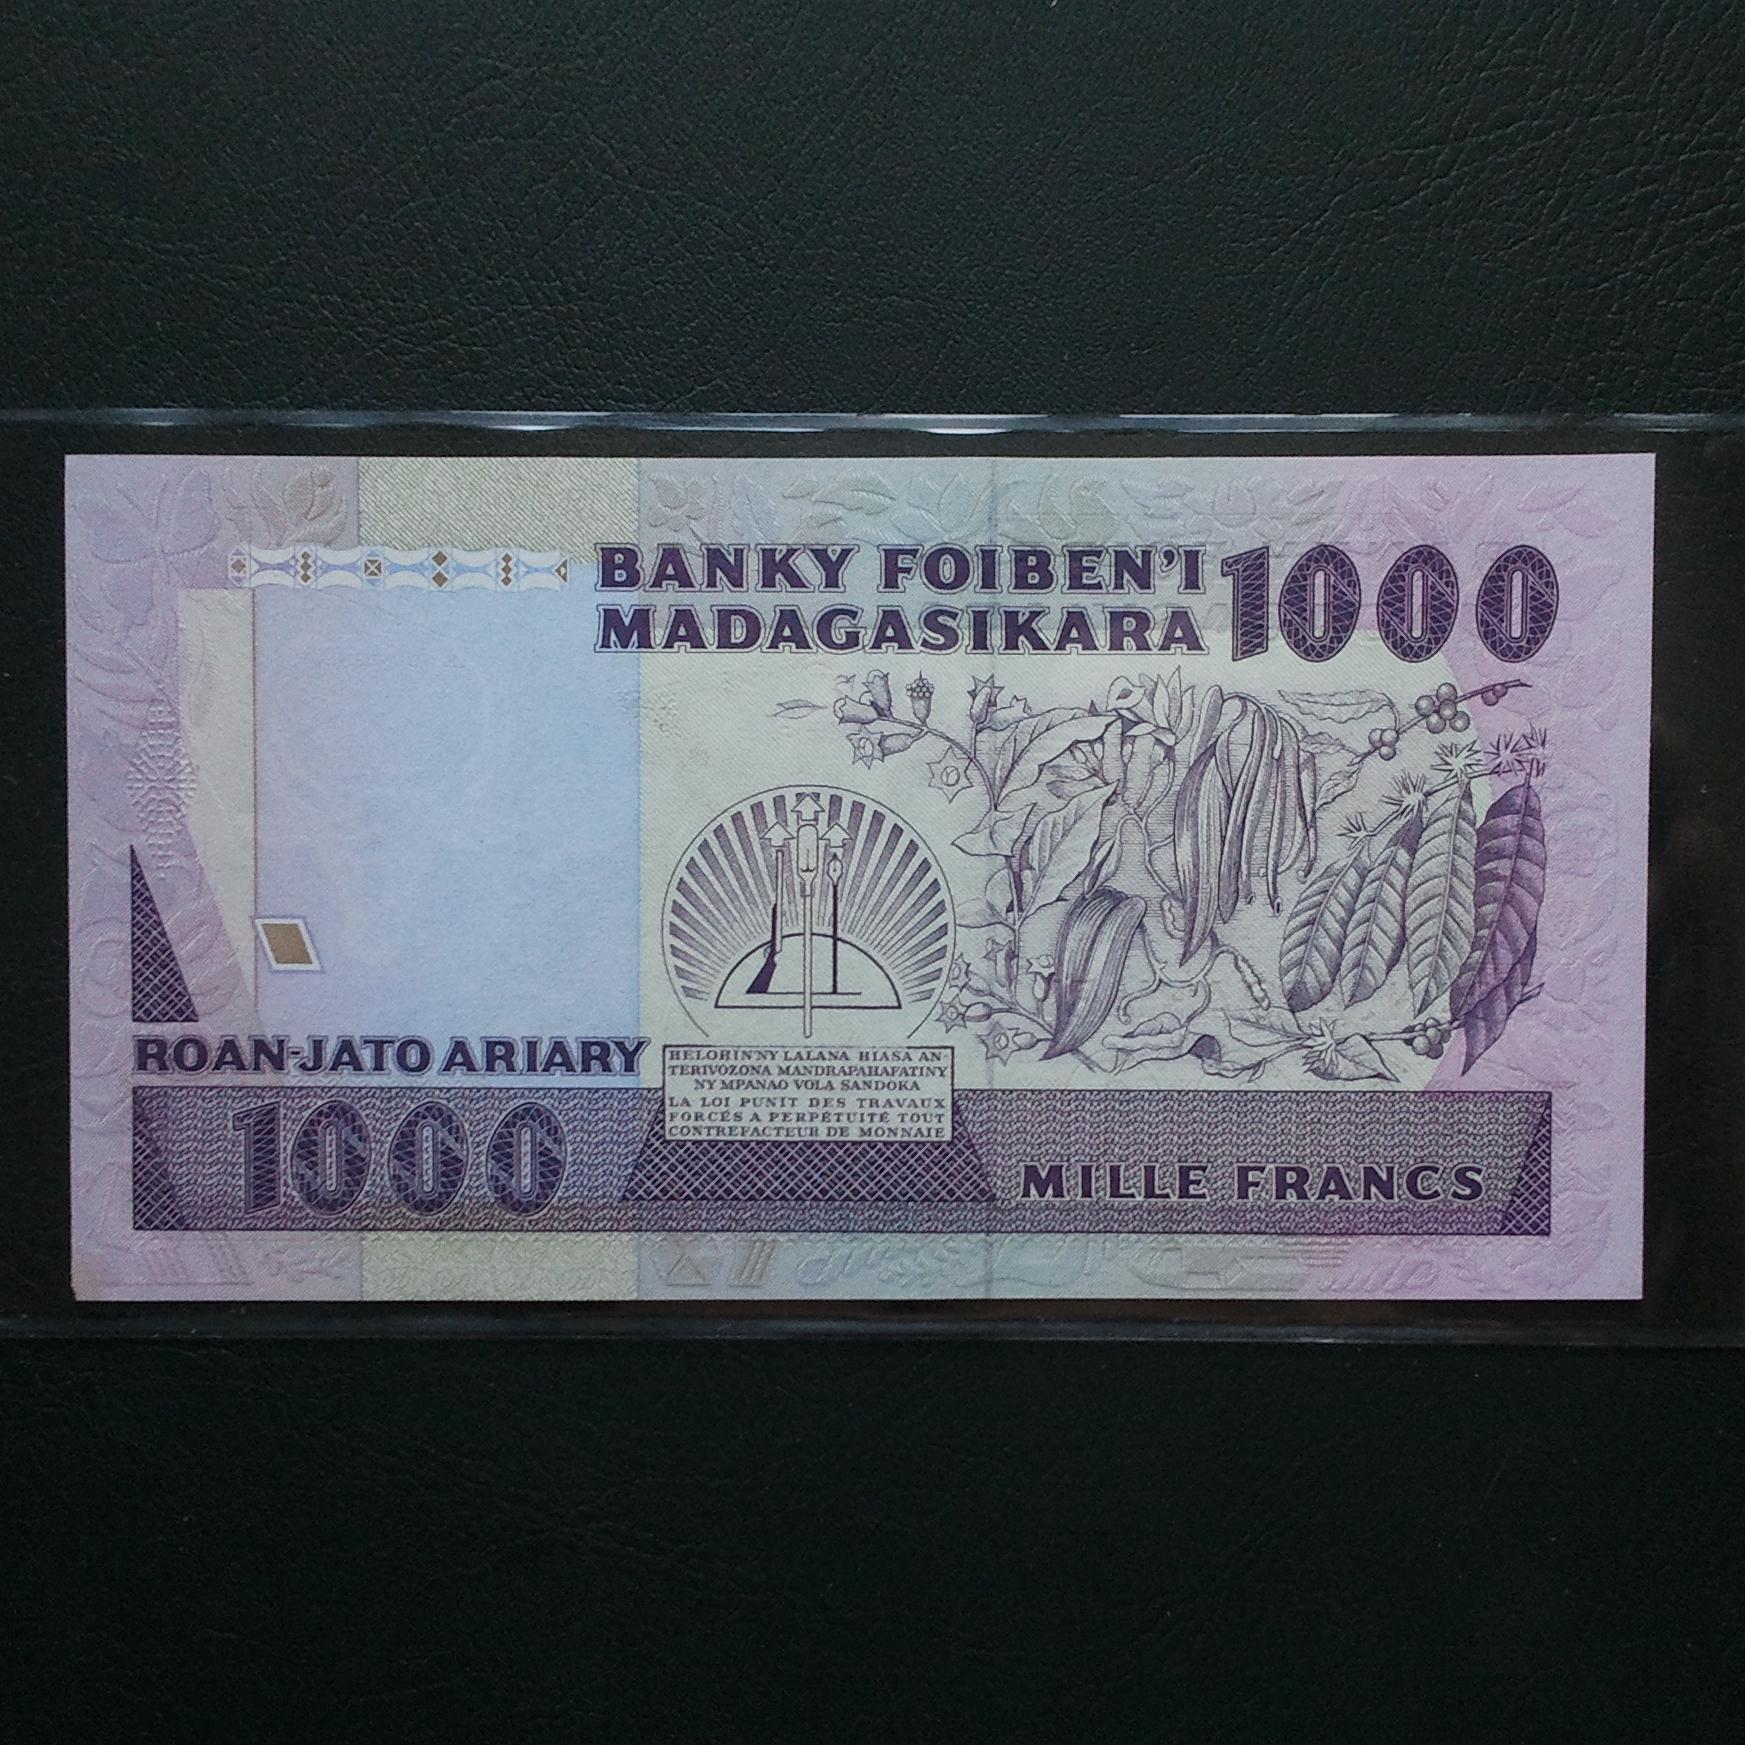 BANKY FOIBEN'I
MADAGASIKARA
1000
ROAN-JATO ARIARY
HELOHIN'NY LALANA HIASA AN-
TERIVOZONA MANDRAPAHAFATINY
NY MPANAO VOLA SANDOKA
LA LOI PUNIT DES TRAVAUX
FORCÉS A PERPÉTUITÉ TOUT
CONTREFACTEUR DE MONNAIE
1000
MILLE FRANCS